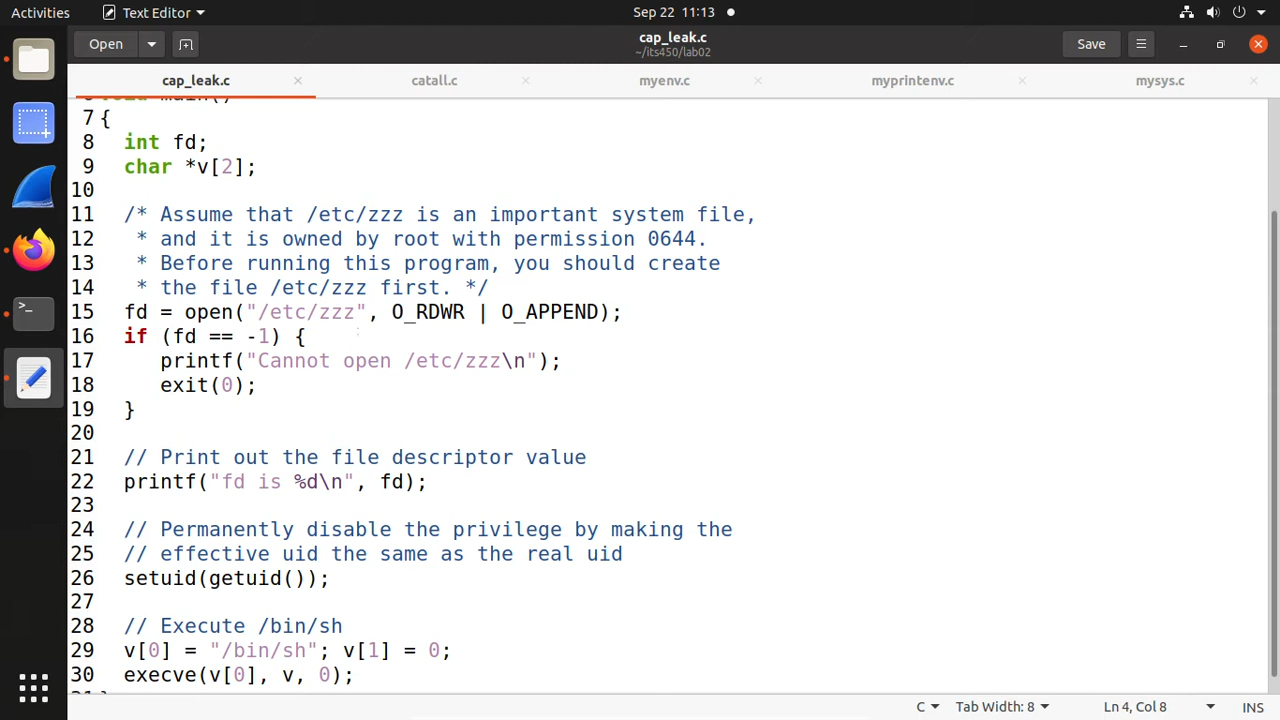 Activities
Text Editor
Sep 22 11:13
Open
cap_leak.c
~/its450/lab02
Save
cap_leak.c
catall.c
myenv.c
myprintenv.c
mysys.c
7 {
8 int fd;
9 char *v[2];
10
11 /* Assume that /etc/zzz is an important system file,
12 * and it is owned by root with permission 0644.
13 * Before running this program, you should create
14 * the file /etc/zzz first. */
15 fd = open("/etc/zzz", O_RDWR | O_APPEND);
16 if (fd == -1) {
17 printf("Cannot open /etc/zzz\n");
18 exit(0);
19 }
20
21 // Print out the file descriptor value
22 printf("fd is %d\n", fd);
23
24 // Permanently disable the privilege by making the
25 // effective uid the same as the real uid
26 setuid(getuid());
27
28 // Execute /bin/sh
29 v[0] = "/bin/sh"; v[1] = 0;
30 execve(v[0], v, 0);
>_
C
Tab Width: 8
Ln 4, Col 8
INS